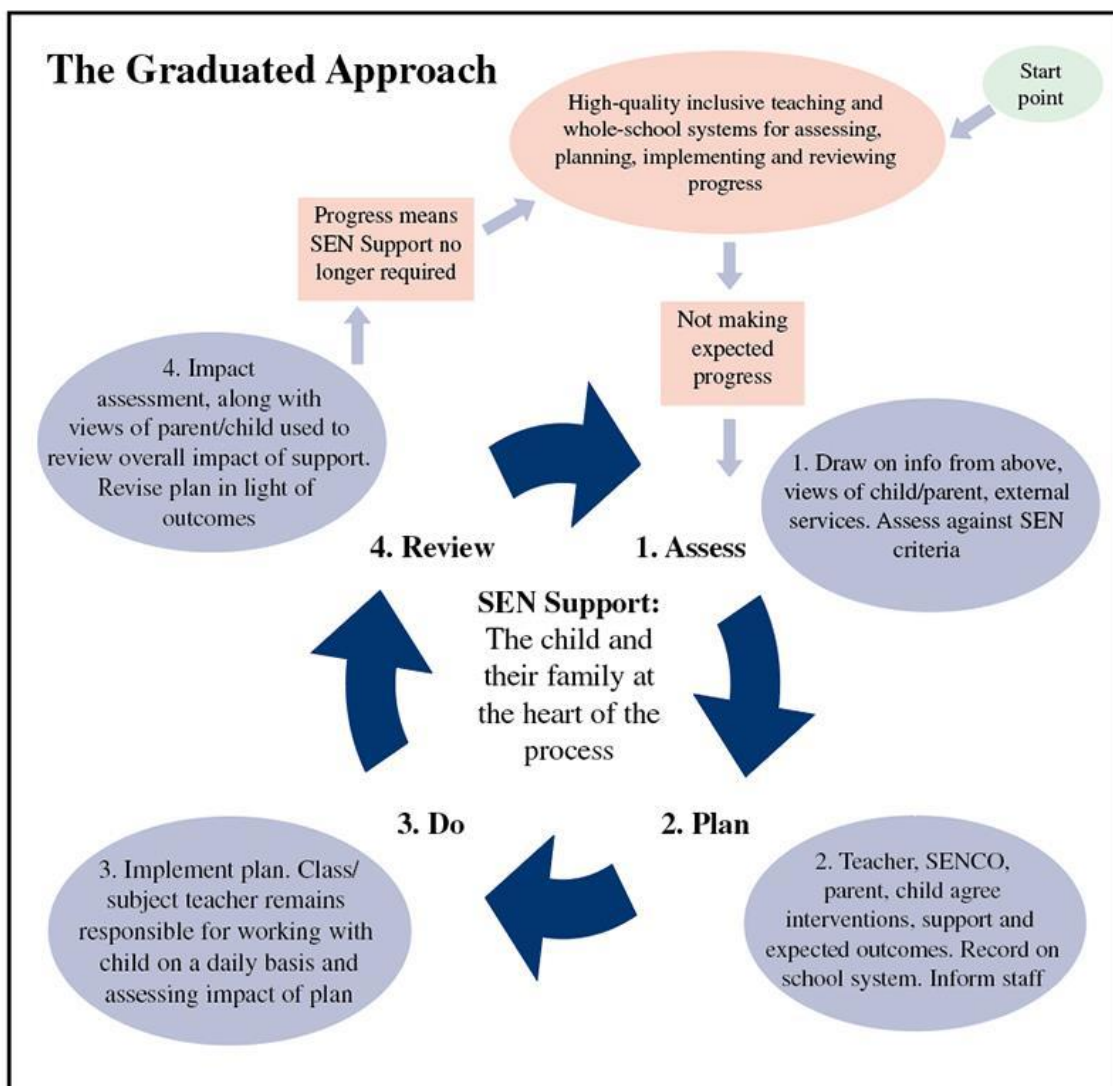 The Graduated Approach
Start
point
High-quality inclusive teaching and
whole-school systems for assessing,
planning, implementing and reviewing
progress
Progress means
SEN Support no
longer required
Not making
expected
progress
4. Impact
assessment, along with
views of parent/child used to
review overall impact of support.
Revise plan in light of
outcomes
1. Draw on info from above,
views of child/parent, external
services. Assess against SEN
criteria
4. Review
1. Assess
SEN Support:
The child and
their family at
the heart of the
process
3. Do
2. Plan
3. Implement plan. Class/
subject teacher remains
responsible for working with
child on a daily basis and
assessing impact of plan
2. Teacher, SENCO,
parent, child agree
interventions, support and
expected outcomes. Record on
school system. Inform staff